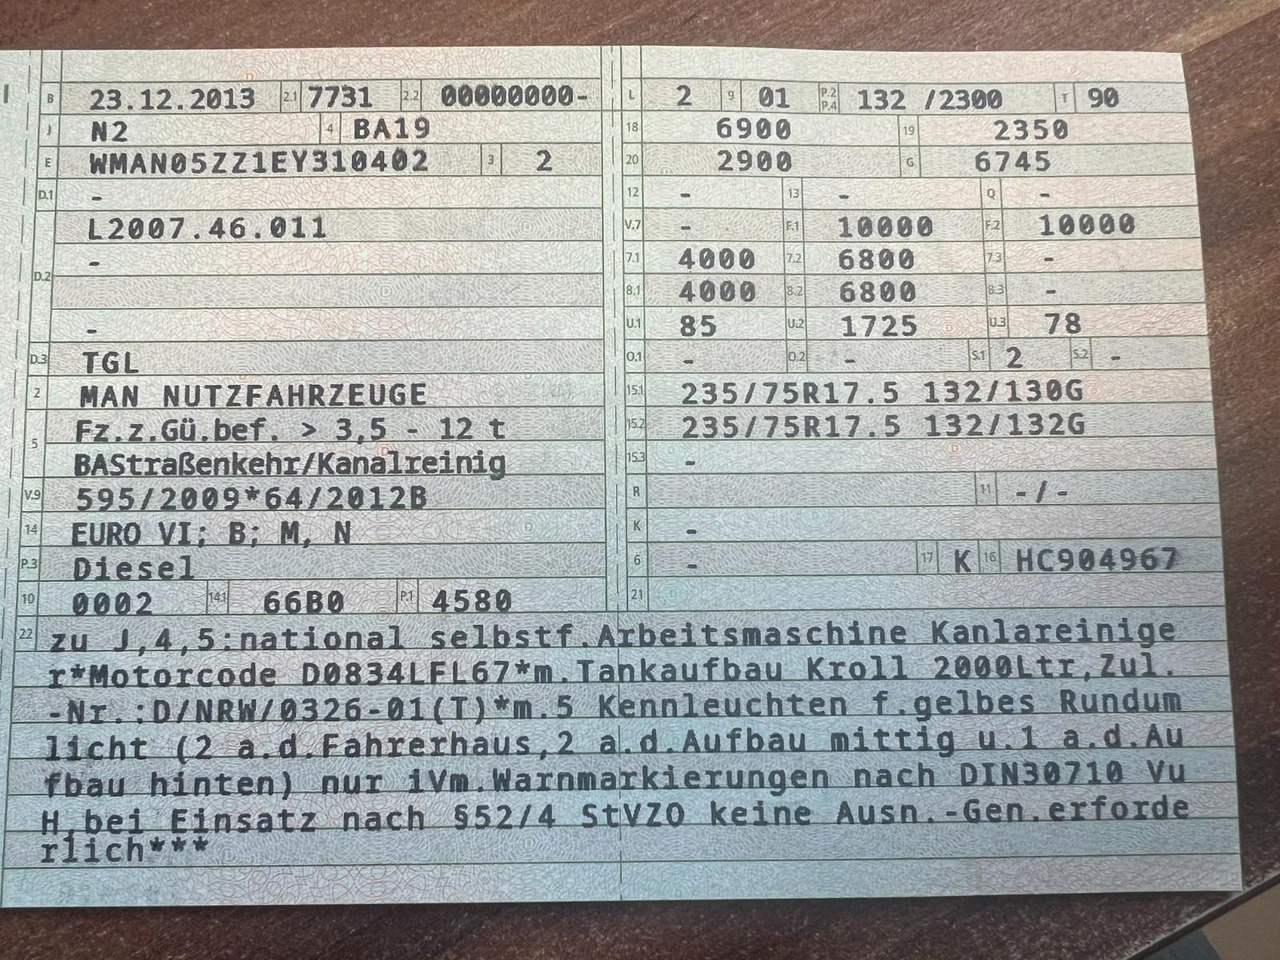 B 23.12.2013 2.1 7731 2.2 00000000-
J N2 4 BA19
E WMAN05ZZ1EY310402 3 2
D.1 -
L2007.46.011
D.2 -
-
D.3 TGL
2 MAN NUTZFAHRZEUGE
5 Fz.z.Gü.bef. > 3,5 - 12 t
BAStraßenkehr/Kanalreinig
V.9 595/2009*64/2012B
14 EURO VI; B; M, N
P.3 Diesel
10 0002 14.1 66B0 P.1 4580
L 2 9 01 P.2 P.4 132 /2300 T 90
18 6900 19 2350
20 2900 G 6745
12 - 13 - Q -
V.7 - F.1 10000 F.2 10000
7.1 4000 7.2 6800 7.3 -
8.1 4000 8.2 6800 8.3 -
U.1 85 U.2 1725 U.3 78
O.1 - O.2 - S.1 2 S.2 -
15.1 235/75R17.5 132/130G
15.2 235/75R17.5 132/132G
15.3 -
R 11 -/-
K -
6 - 17 K 16 HC904967
21
22 zu J,4,5:national selbstf.Arbeitsmaschine Kanlareinige
r*Motorcode D0834LFL67*m.Tankaufbau Kroll 2000Ltr,Zul.
-Nr.:D/NRW/0326-01(T)*m.5 Kennleuchten f.gelbes Rundum
licht (2 a.d.Fahrerhaus,2 a.d.Aufbau mittig u.1 a.d.Au
fbau hinten) nur iVm.Warnmarkierungen nach DIN30710 Vu
H,bei Einsatz nach §52/4 StVZO keine Ausn.-Gen.erforde
rlich***